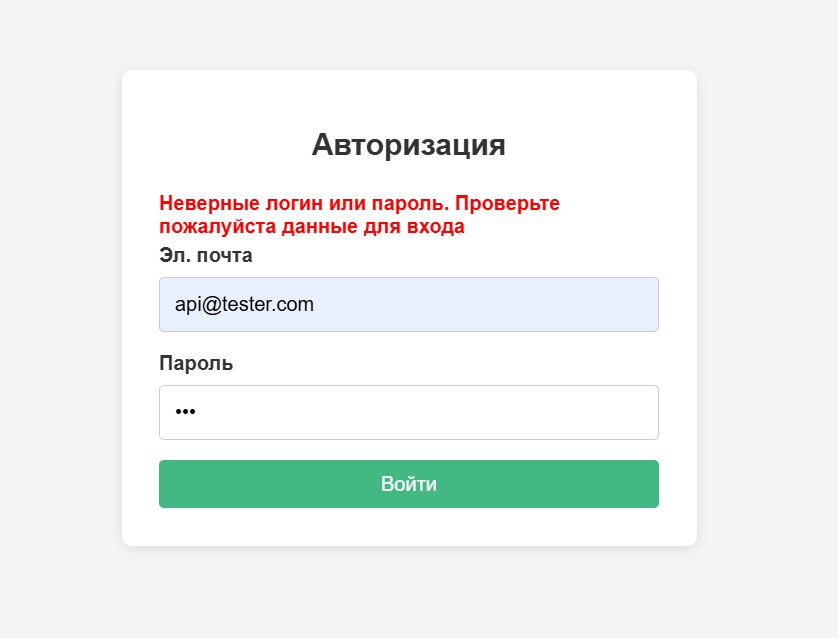 Авторизация
Неверные логин или пароль. Проверьте
пожалуйста данные для входа
Эл. почта
api@tester.com
Пароль
•••
Войти